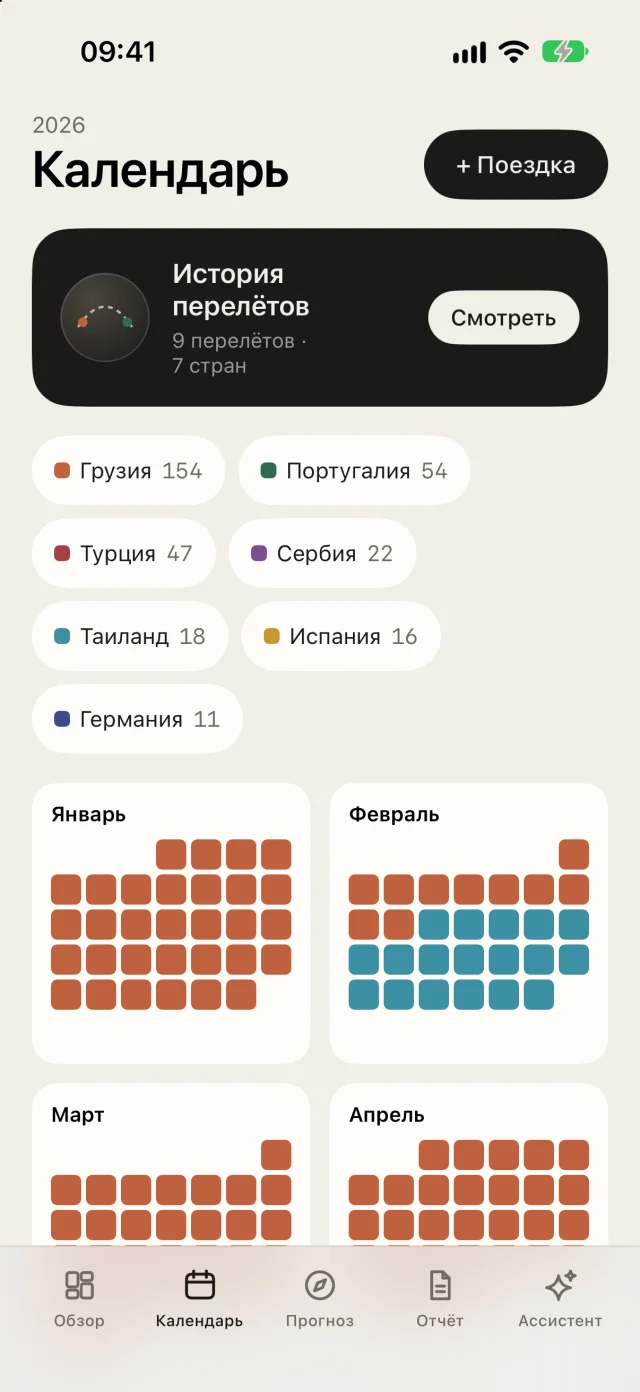 09:41
2026
Календарь
+ Поездка
История
перелётов
9 перелётов ·
7 стран
Смотреть
Грузия 154
Португалия 54
Турция 47
Сербия 22
Таиланд 18
Испания 16
Германия 11
Январь
Февраль
Март
Апрель
Обзор
Календарь
Прогноз
Отчёт
Ассистент